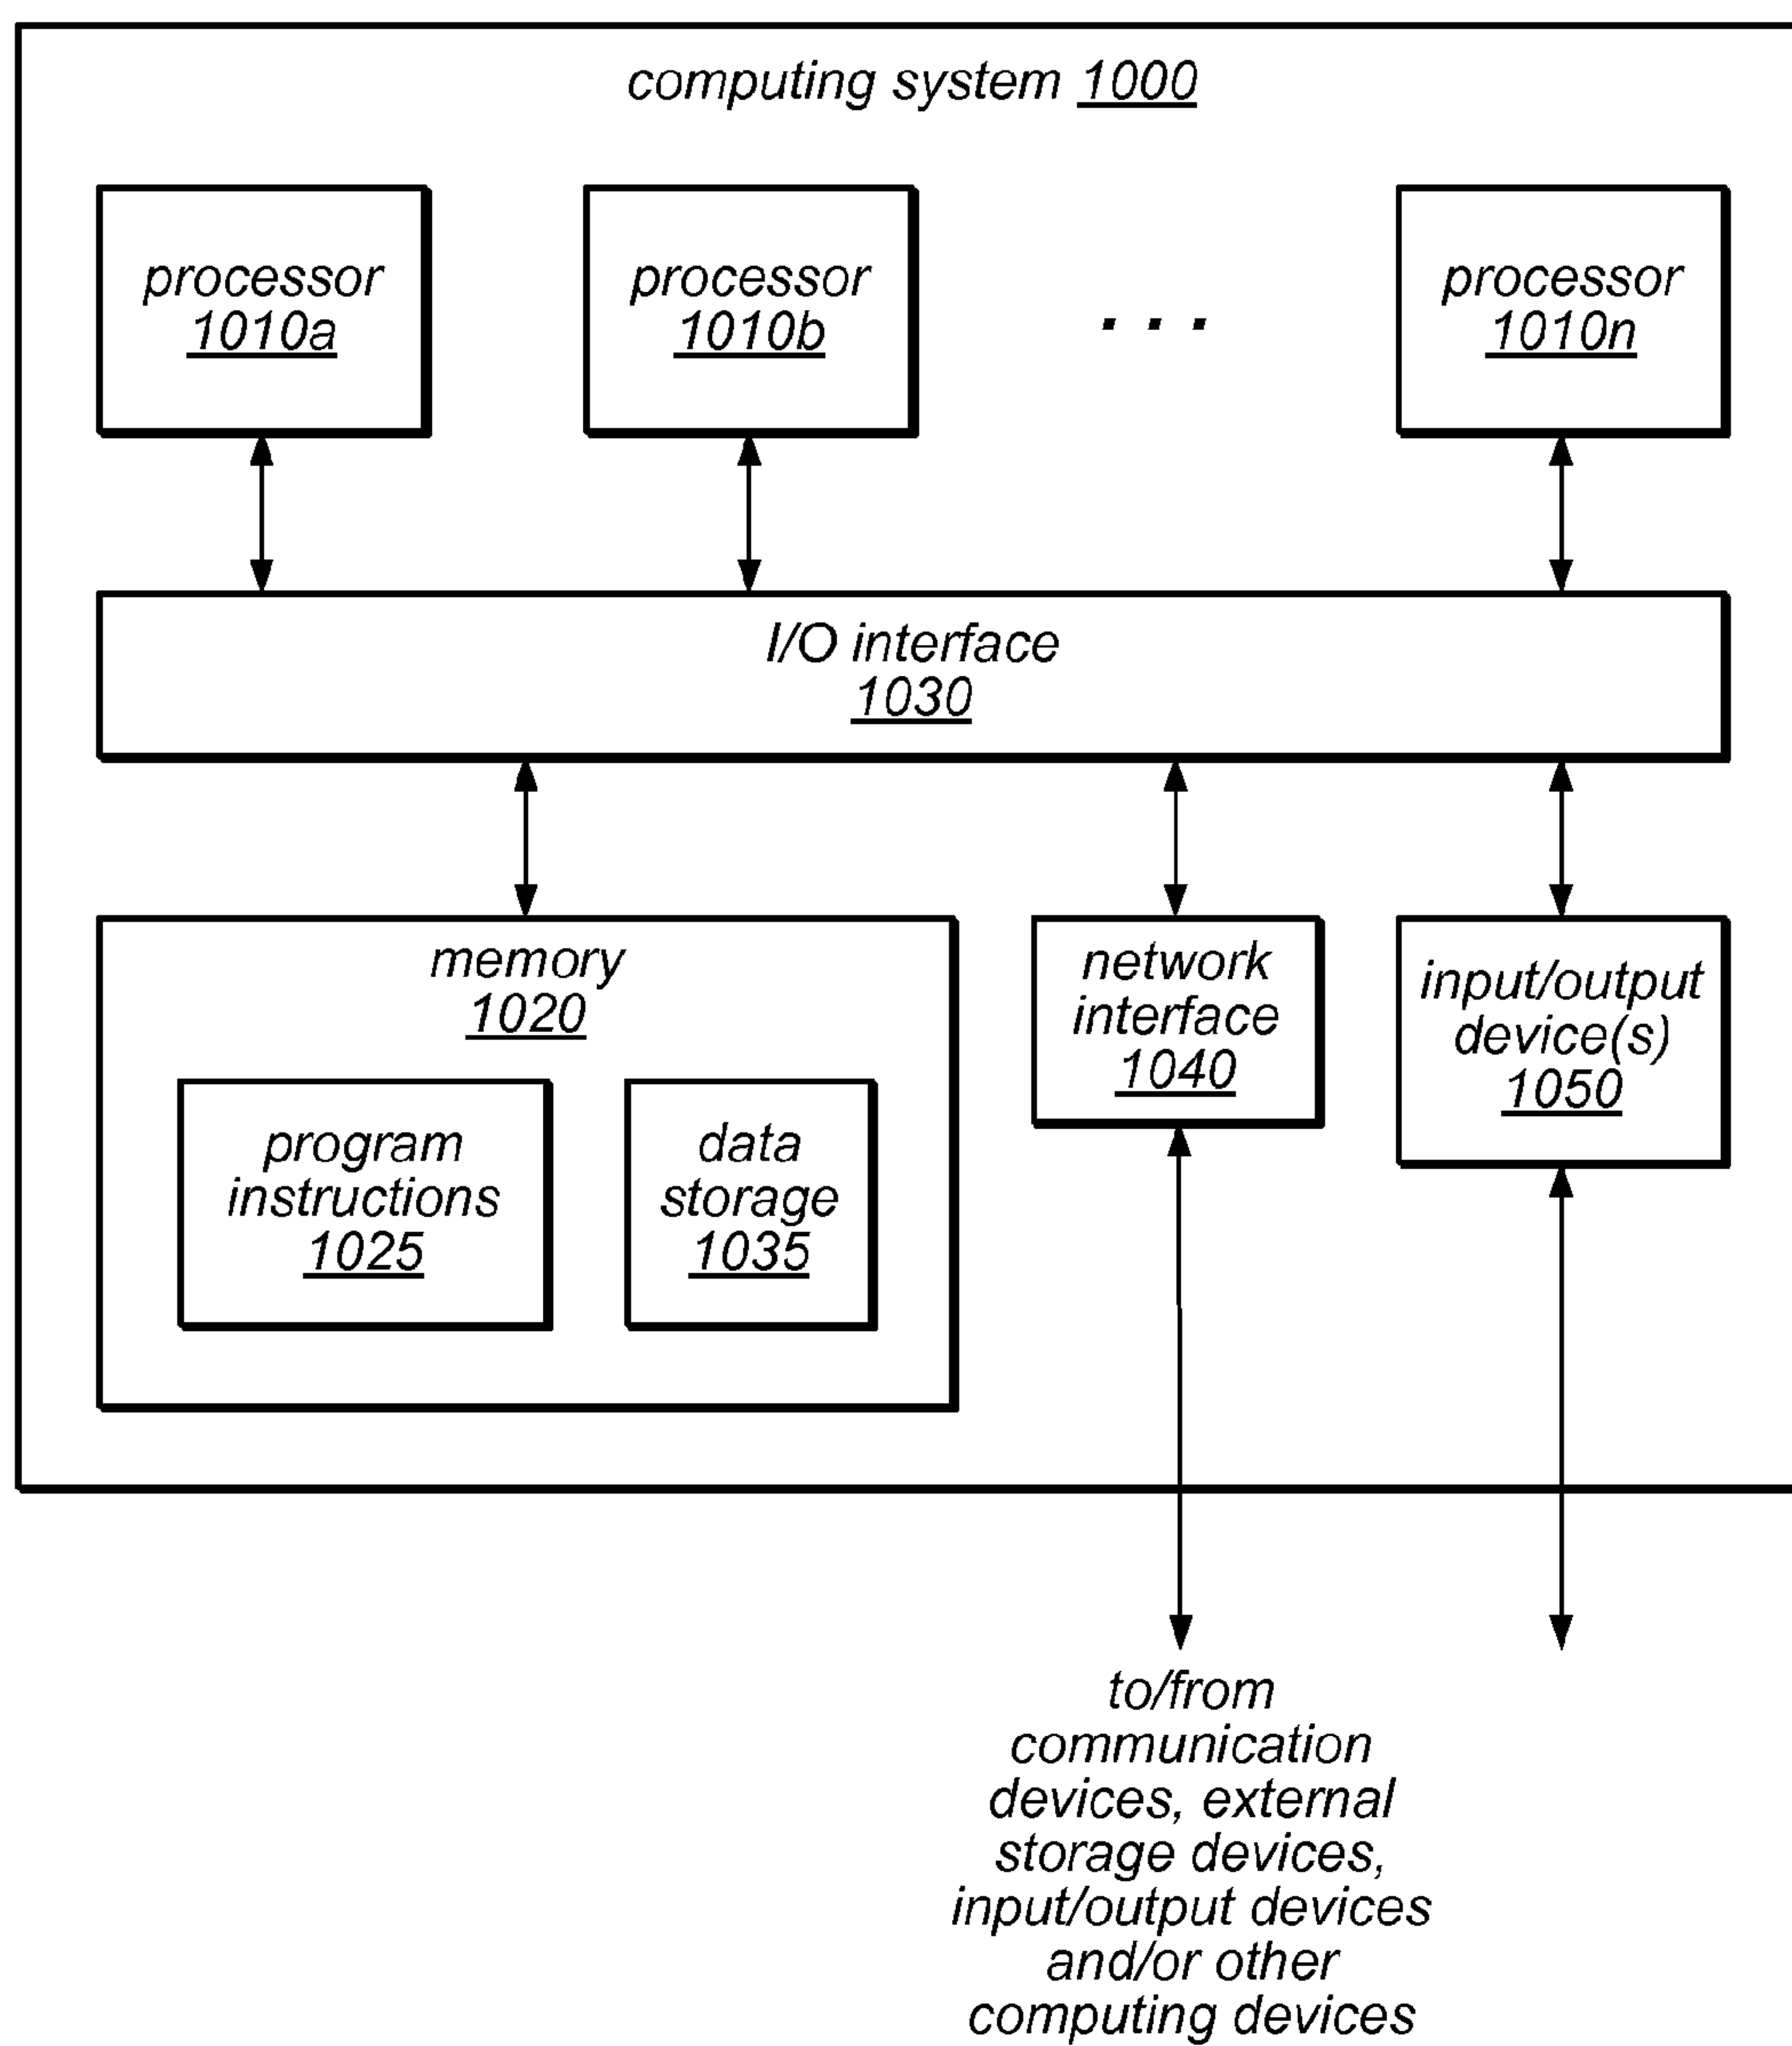 computing system 1000
processor
1010a
processor
1010b
. . .
processor
1010n
I/O interface
1030
memory
1020
program
instructions
1025
data
storage
1035
network
interface
1040
input/output
device(s)
1050
to/from
communication
devices, external
storage devices,
input/output devices
and/or other
computing devices